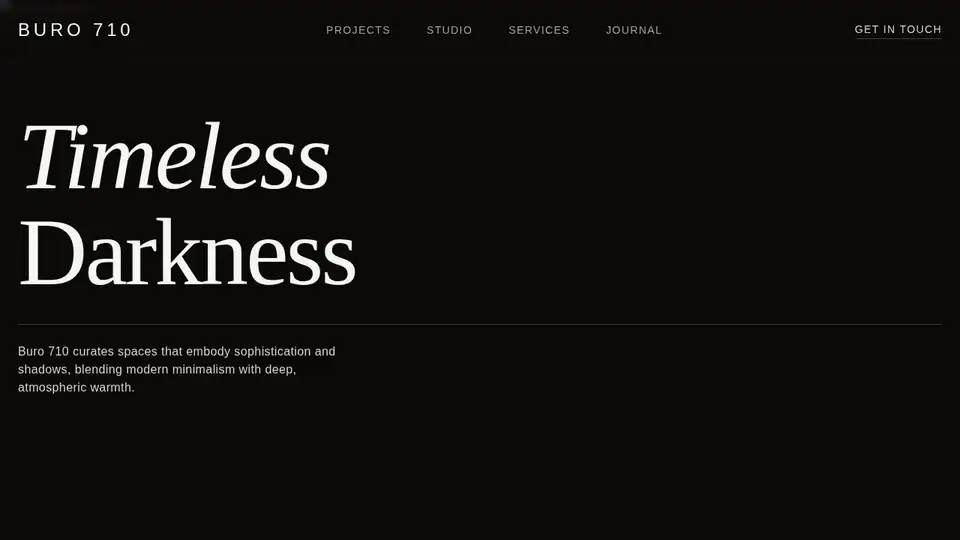 BURO 710
PROJECTS
STUDIO
SERVICES
JOURNAL
GET IN TOUCH
Timeless
Darkness
Buro 710 curates spaces that embody sophistication and
shadows, blending modern minimalism with deep,
atmospheric warmth.